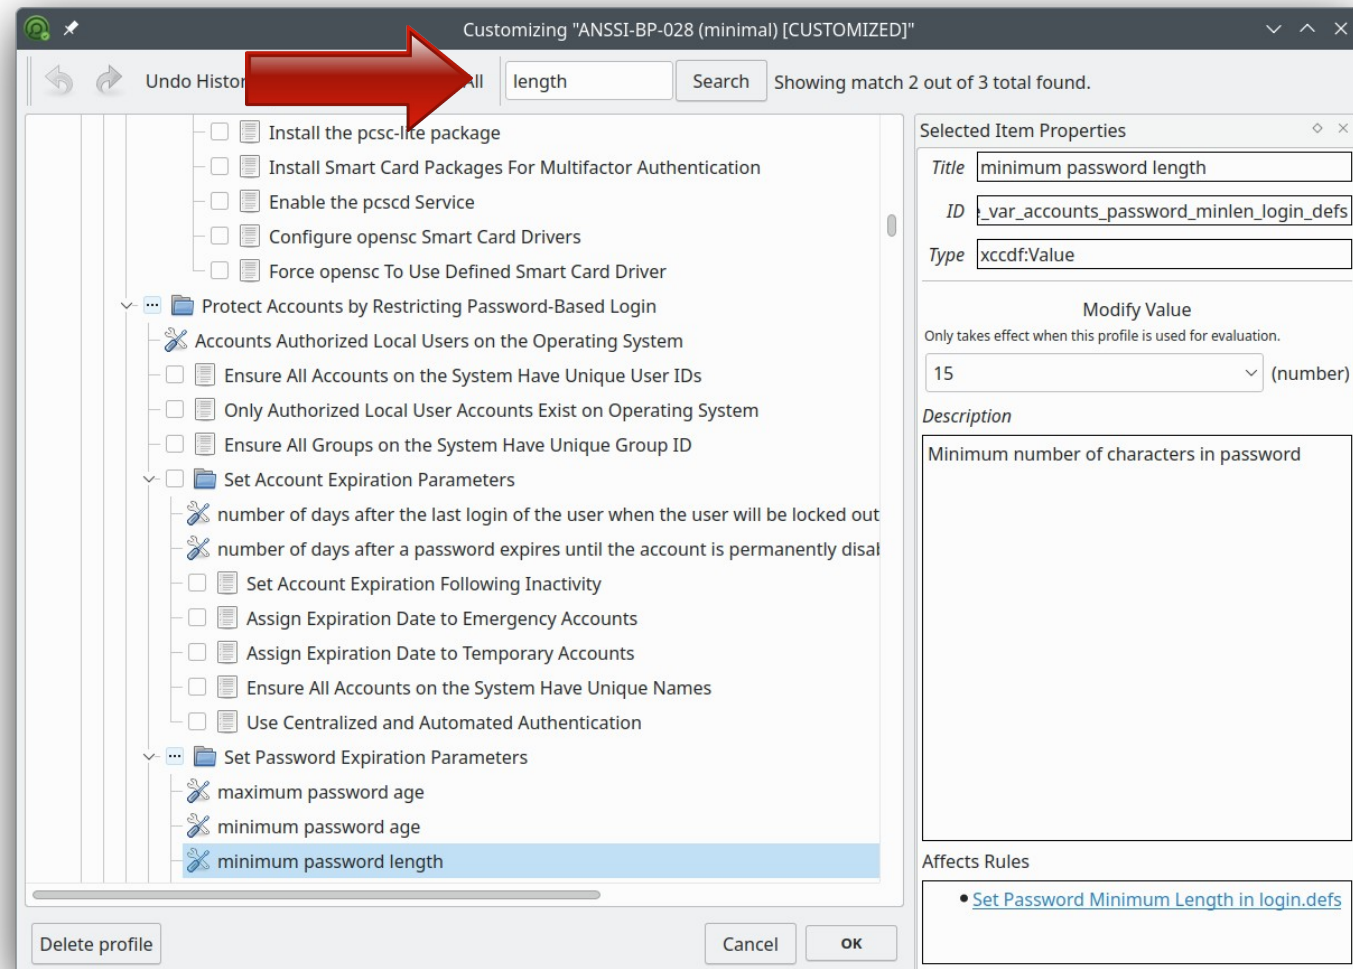 Customizing "ANSSI-BP-028 (minimal) [CUSTOMIZED]"
Undo Histor All length Search Showing match 2 out of 3 total found.
Install the pcsc-lite package
Install Smart Card Packages For Multifactor Authentication
Enable the pcscd Service
Configure opensc Smart Card Drivers
Force opensc To Use Defined Smart Card Driver
Protect Accounts by Restricting Password-Based Login
Accounts Authorized Local Users on the Operating System
Ensure All Accounts on the System Have Unique User IDs
Only Authorized Local User Accounts Exist on Operating System
Ensure All Groups on the System Have Unique Group ID
Set Account Expiration Parameters
number of days after the last login of the user when the user will be locked out
number of days after a password expires until the account is permanently disa
Set Account Expiration Following Inactivity
Assign Expiration Date to Emergency Accounts
Assign Expiration Date to Temporary Accounts
Ensure All Accounts on the System Have Unique Names
Use Centralized and Automated Authentication
Set Password Expiration Parameters
maximum password age
minimum password age
minimum password length
Selected Item Properties
Title minimum password length
ID e_var_accounts_password_minlen_login_defs
Type xccdf:Value
Modify Value
Only takes effect when this profile is used for evaluation.
15 (number)
Description
Minimum number of characters in password
Affects Rules
• Set Password Minimum Length in login.defs
Delete profile Cancel OK